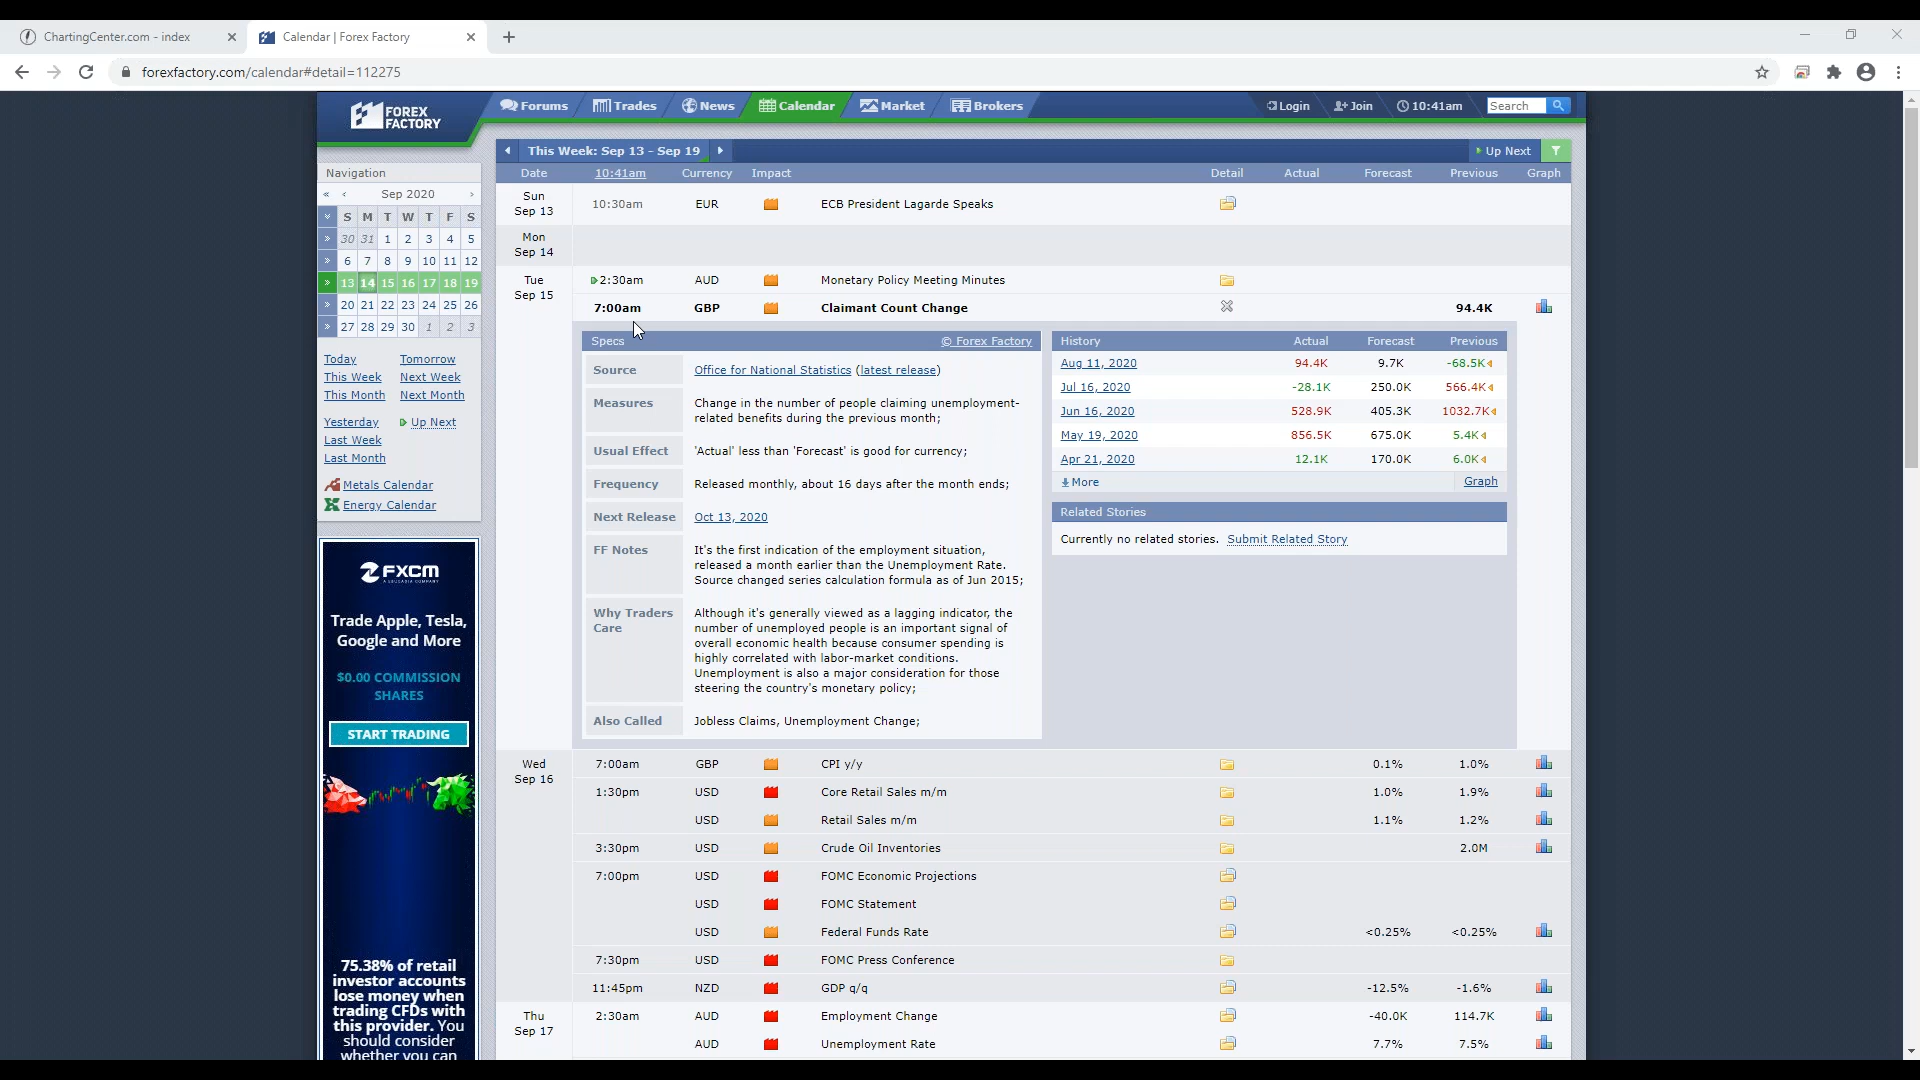 ChartingCenter.com - index
Calendar | Forex Factory
forexfactory.com/calendar#detail=112275
FOREX
FACTORY
Forums Trades News Calendar Market Brokers Login Join 10:41am Search
Navigation
« ‹ Sep 2020 ›
S M T W T F S
» 30 31 1 2 3 4 5
» 6 7 8 9 10 11 12
» 13 14 15 16 17 18 19
» 20 21 22 23 24 25 26
» 27 28 29 30 1 2 3
Today Tomorrow
This Week Next Week
This Month Next Month
Yesterday Up Next
Last Week
Last Month
Metals Calendar
Energy Calendar
FXCM
Trade Apple, Tesla,
Google and More
$0.00 COMMISSION
SHARES
START TRADING
75.38% of retail
investor accounts
lose money when
trading CFDs with
this provider. You
should consider
whether you can
This Week: Sep 13 - Sep 19 Up Next
Date 10:41am Currency Impact Detail Actual Forecast Previous Graph
Sun
Sep 13
10:30am EUR ECB President Lagarde Speaks
Mon
Sep 14
Tue
Sep 15
2:30am AUD Monetary Policy Meeting Minutes
7:00am GBP Claimant Count Change 94.4K
Specs © Forex Factory
Source Office for National Statistics (latest release)
Measures Change in the number of people claiming unemployment-
related benefits during the previous month;
Usual Effect 'Actual' less than 'Forecast' is good for currency;
Frequency Released monthly, about 16 days after the month ends;
Next Release Oct 13, 2020
FF Notes It's the first indication of the employment situation,
released a month earlier than the Unemployment Rate.
Source changed series calculation formula as of Jun 2015;
Why Traders
Care
Although it's generally viewed as a lagging indicator, the
number of unemployed people is an important signal of
overall economic health because consumer spending is
highly correlated with labor-market conditions.
Unemployment is also a major consideration for those
steering the country's monetary policy;
Also Called Jobless Claims, Unemployment Change;
History Actual Forecast Previous
Aug 11, 2020 94.4K 9.7K -68.5K
Jul 16, 2020 -28.1K 250.0K 566.4K
Jun 16, 2020 528.9K 405.3K 1032.7K
May 19, 2020 856.5K 675.0K 5.4K
Apr 21, 2020 12.1K 170.0K 6.0K
More Graph
Related Stories
Currently no related stories. Submit Related Story
Wed
Sep 16
7:00am GBP CPI y/y 0.1% 1.0%
1:30pm USD Core Retail Sales m/m 1.0% 1.9%
USD Retail Sales m/m 1.1% 1.2%
3:30pm USD Crude Oil Inventories 2.0M
7:00pm USD FOMC Economic Projections
USD FOMC Statement
USD Federal Funds Rate <0.25% <0.25%
7:30pm USD FOMC Press Conference
11:45pm NZD GDP q/q -12.5% -1.6%
Thu
Sep 17
2:30am AUD Employment Change -40.0K 114.7K
AUD Unemployment Rate 7.7% 7.5%